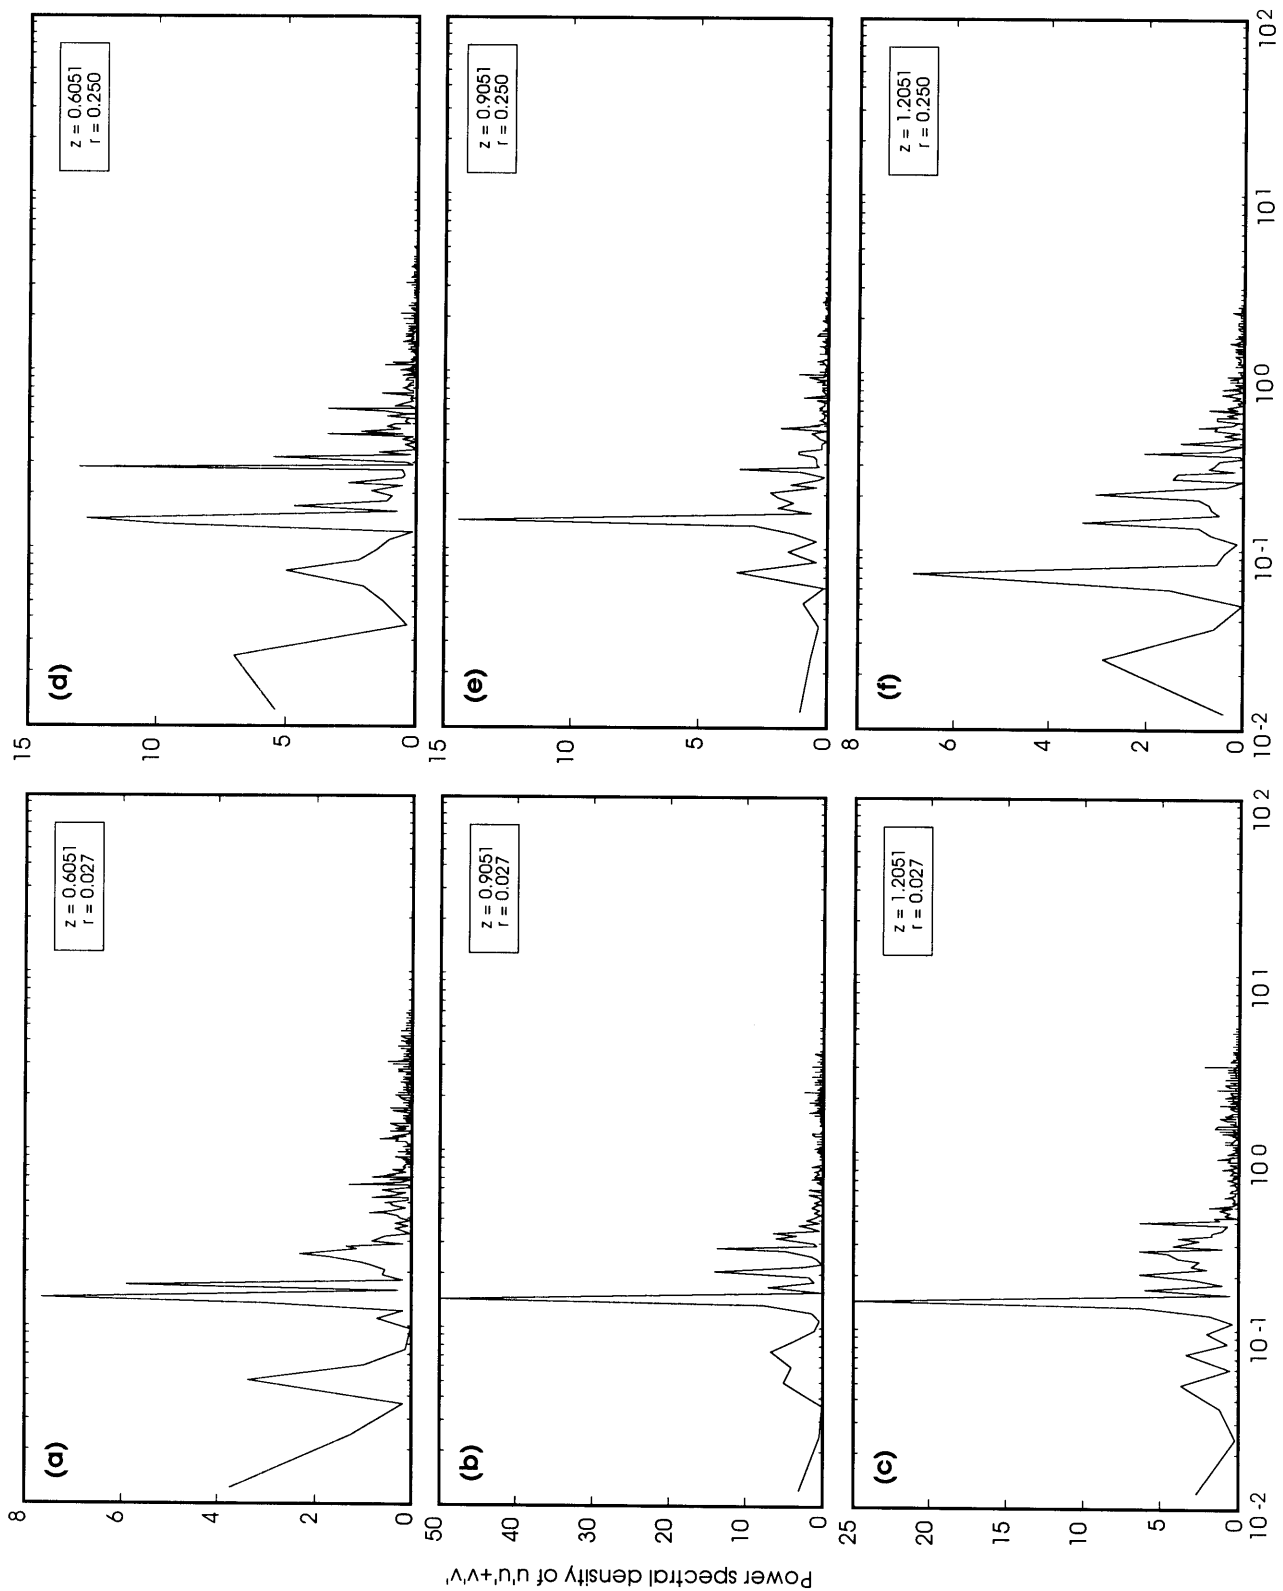 Power spectral density of u'u'+v'v'
(a)
z = 0.6051
r = 0.027
8
6
4
2
0
(b)
z = 0.9051
r = 0.027
50
40
30
20
10
0
(c)
z = 1.2051
r = 0.027
25
20
15
10
5
0
10-2
10-1
100
101
102
(d)
z = 0.6051
r = 0.250
15
10
5
0
(e)
z = 0.9051
r = 0.250
15
10
5
0
(f)
z = 1.2051
r = 0.250
8
6
4
2
0
10-2
10-1
100
101
102